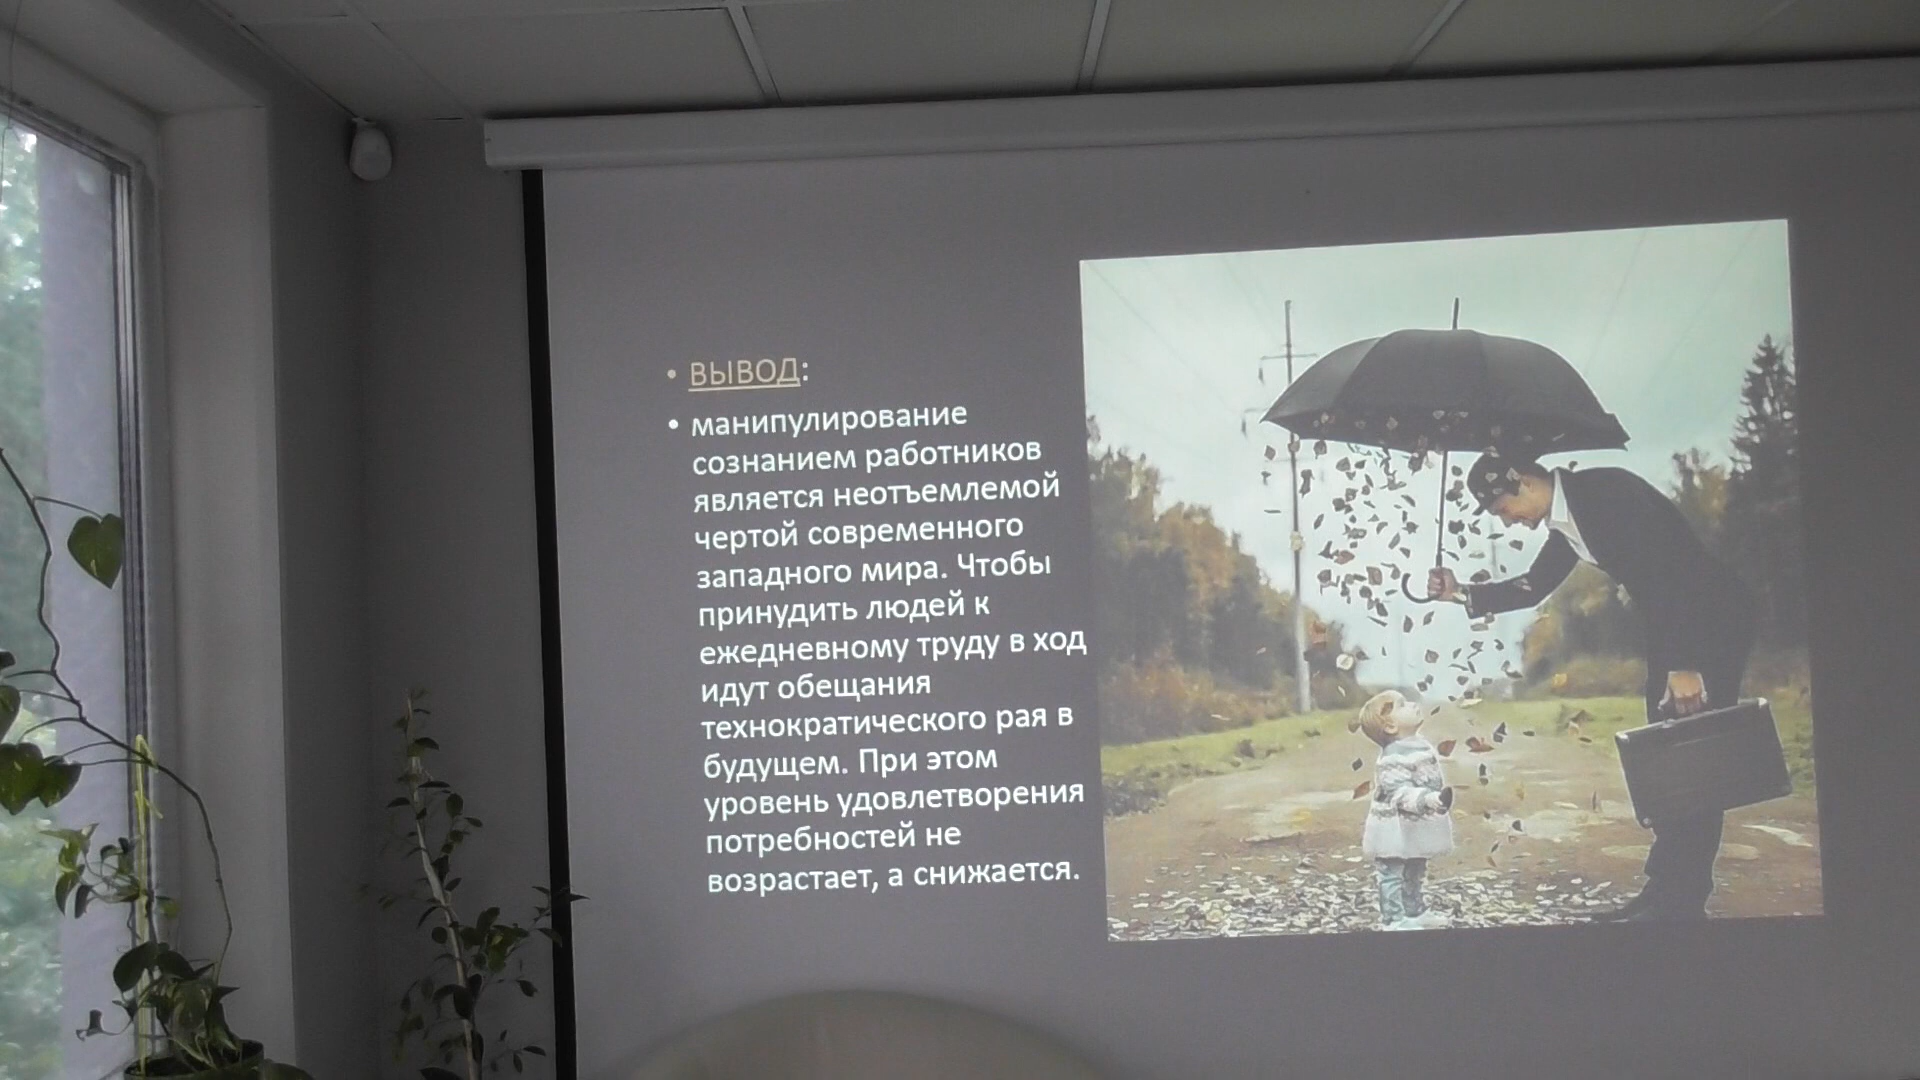 • ВЫВОД:
• манипулирование
сознанием работников
является неотъемлемой
чертой современного
западного мира. Чтобы
принудить людей к
ежедневному труду в ход
идут обещания
технократического рая в
будущем. При этом
уровень удовлетворения
потребностей не
возрастает, а снижается.